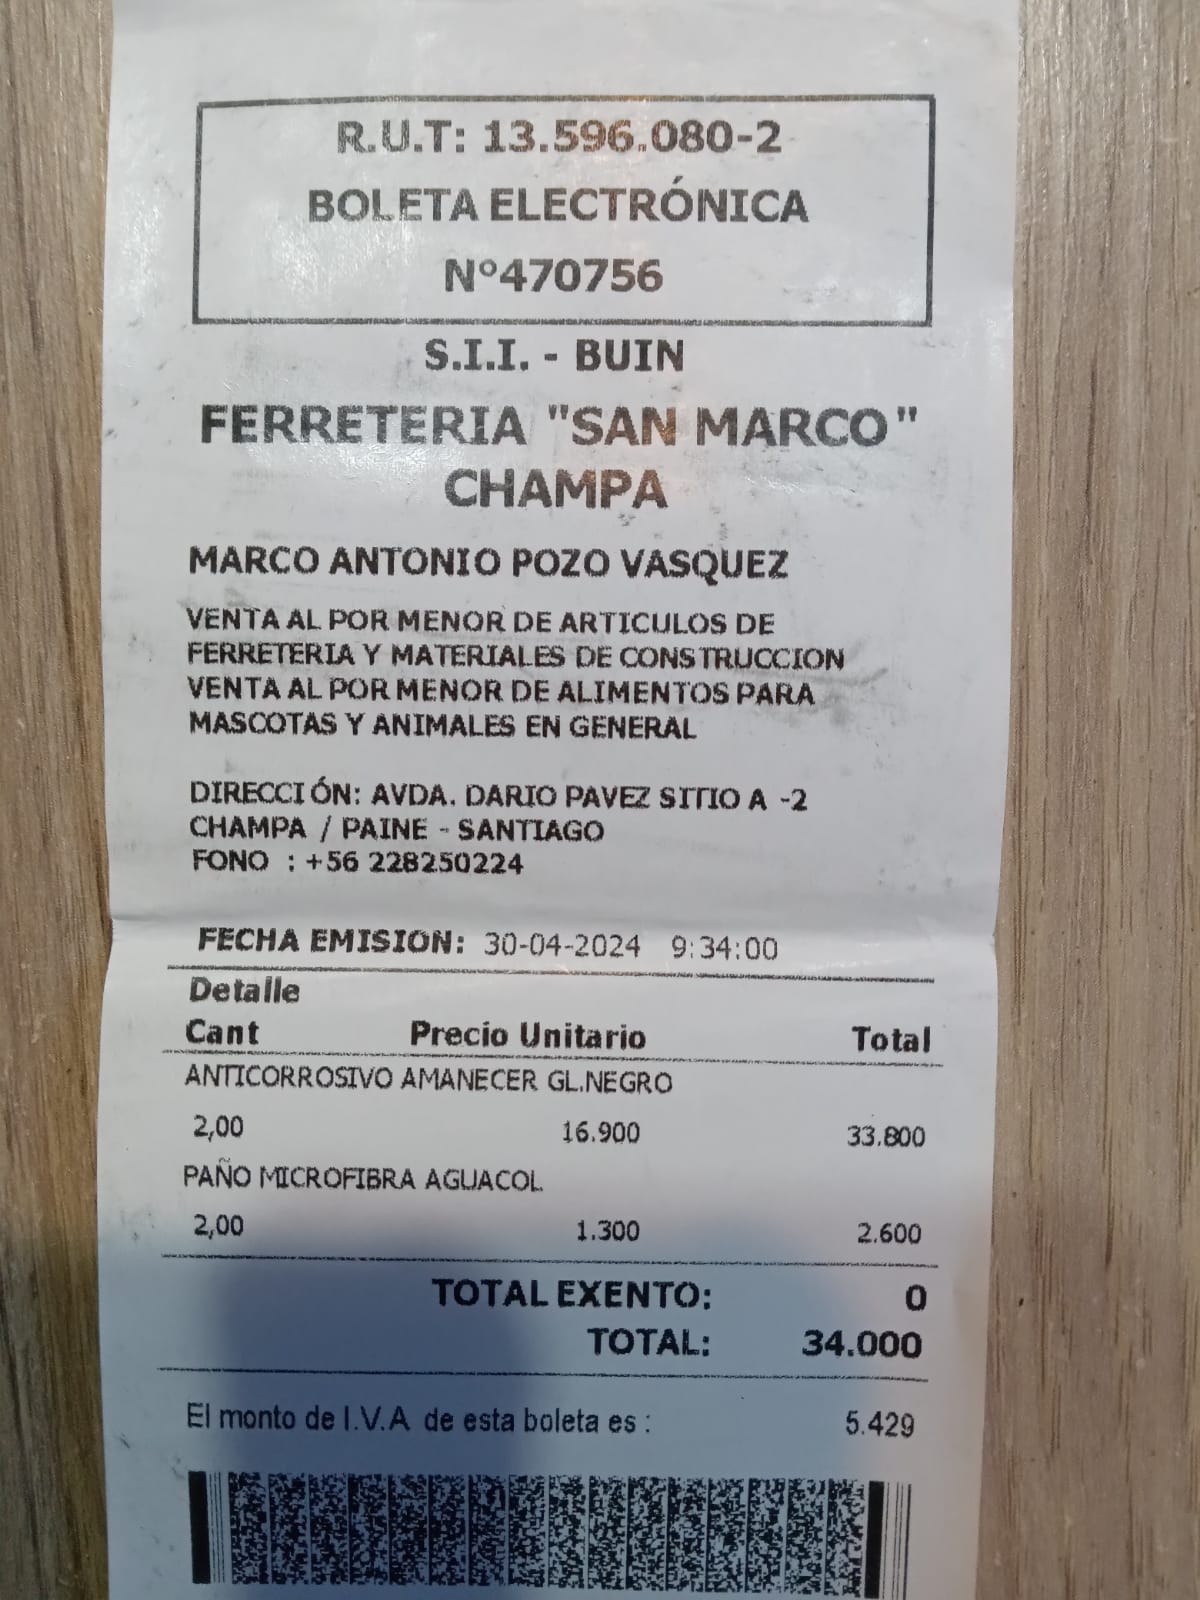 R.U.T: 13.596.080-2
BOLETA ELECTRÓNICA
Nº470756
S.I.I. - BUIN
FERRETERIA "SAN MARCO"
CHAMPA
MARCO ANTONIO POZO VASQUEZ
VENTA AL POR MENOR DE ARTICULOS DE
FERRETERIA Y MATERIALES DE CONSTRUCCION
VENTA AL POR MENOR DE ALIMENTOS PARA
MASCOTAS Y ANIMALES EN GENERAL
DIRECCIÓN: AVDA. DARIO PAVEZ SITIO A -2
CHAMPA / PAINE - SANTIAGO
FONO : +56 228250224
FECHA EMISION: 30-04-2024 9:34:00
Detalle
Cant Precio Unitario Total
ANTICORROSIVO AMANECER GL.NEGRO
2,00 16.900 33.800
PAÑO MICROFIBRA AGUACOL
2,00 1.300 2.600
TOTAL EXENTO: 0
TOTAL: 34.000
El monto de I.V.A de esta boleta es : 5.429